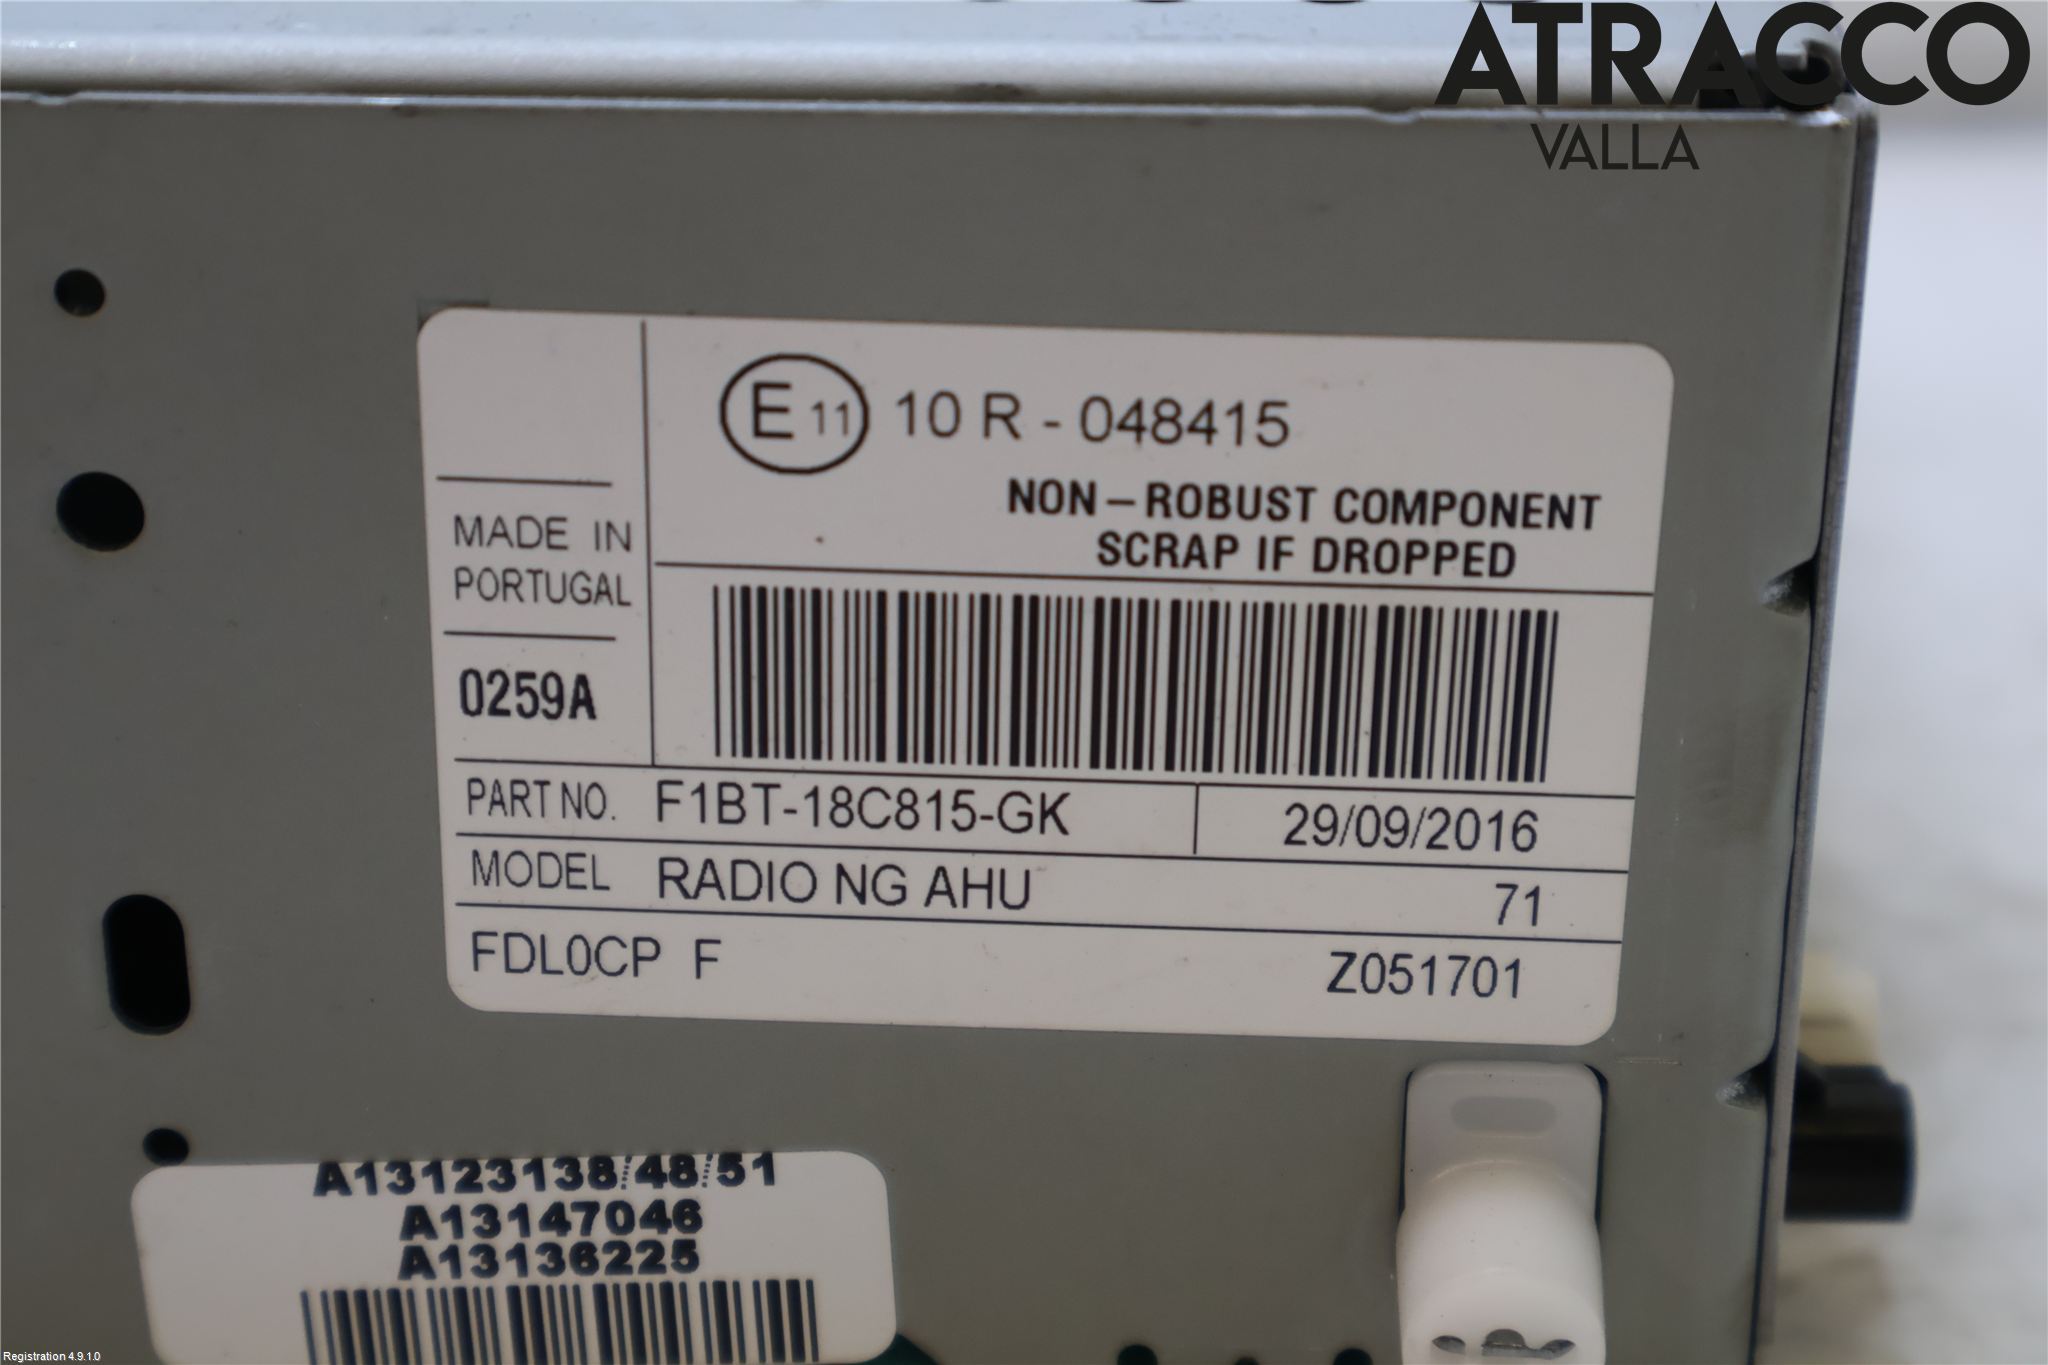 ATRACCO
VALLA
E 11 10 R - 048415
NON-ROBUST COMPONENT
SCRAP IF DROPPED
MADE IN
PORTUGAL
0259A
PART NO. F1BT-18C815-GK 29/09/2016
MODEL RADIO NG AHU 71
FDL0CP F Z051701
A13123138/48/51
A13147046
A13136225
Registration 4.9.1.0